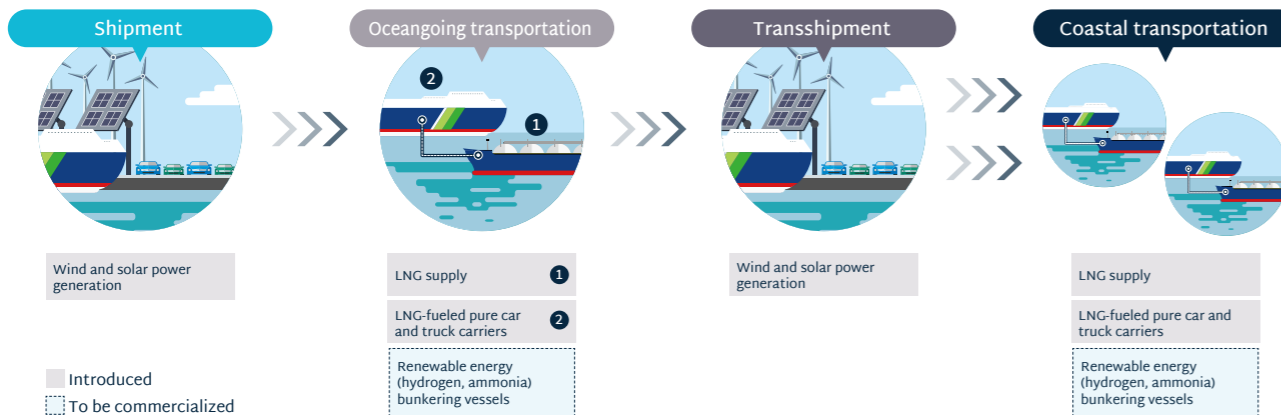 Shipment
Oceangoing transportation
Transshipment
Coastal transportation
2
1
Wind and solar power
generation
LNG supply
1
LNG-fueled pure car
and truck carriers
2
Renewable energy
(hydrogen, ammonia)
bunkering vessels
Wind and solar power
generation
LNG supply
LNG-fueled pure car and
truck carriers
Renewable energy
(hydrogen, ammonia)
bunkering vessels
Introduced
To be commercialized